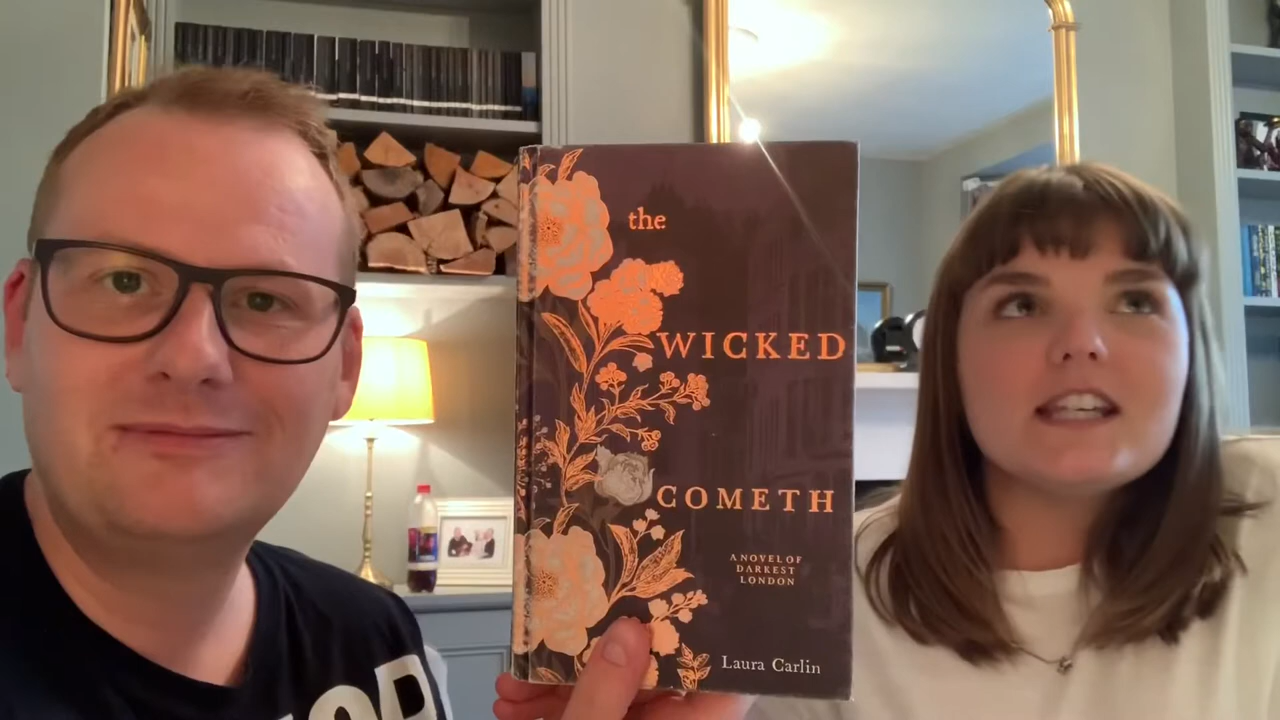 the
WICKED
COMETH
A NOVEL OF
DARKEST
LONDON
Laura Carlin